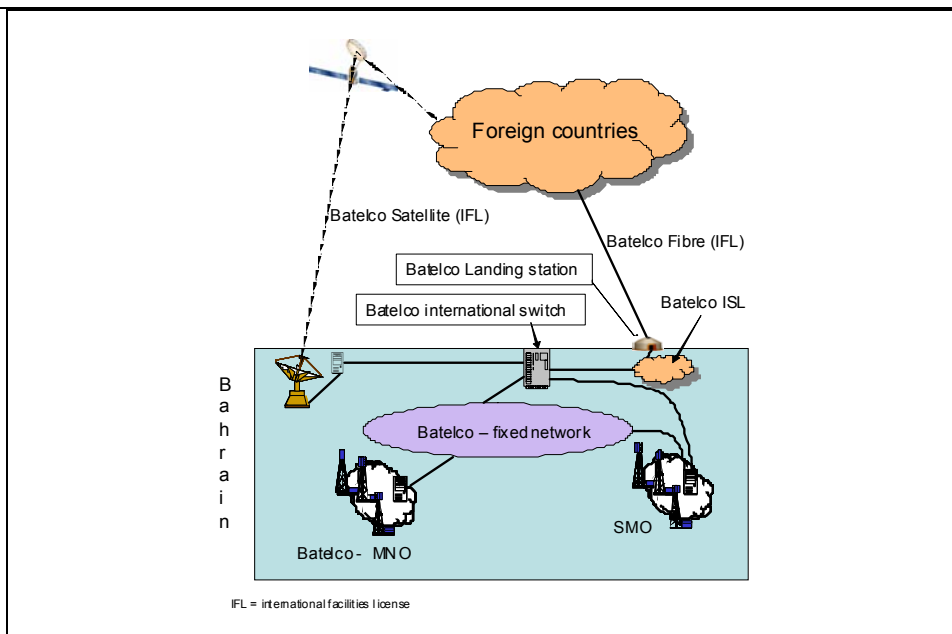 Foreign countries
Batelco Satellite (IFL)
Batelco Fibre (IFL)
Batelco Landing station
Batelco ISL
Batelco international switch
Bahrain
Batelco – fixed network
SMO
Batelco - MNO
IFL = international facilities license